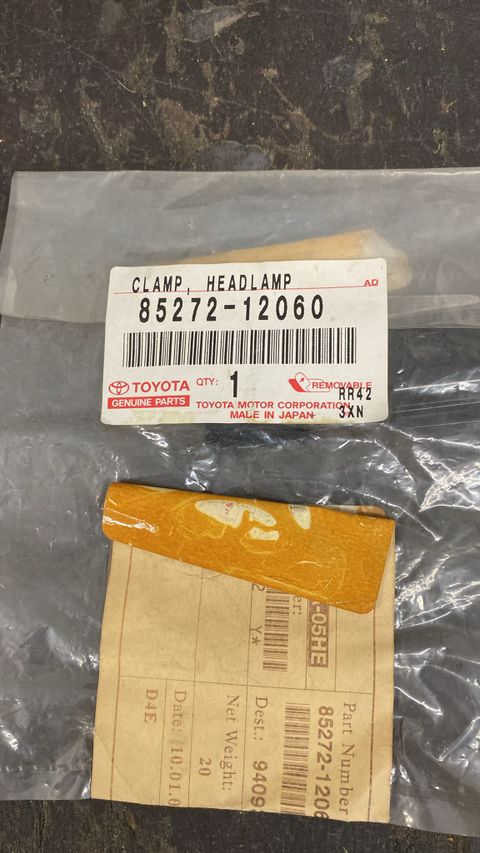 CLAMP, HEADLAMP
AD
85272-12060
TOYOTA
GENUINE PARTS
QTY: 1
REMOVABLE
RR42
TOYOTA MOTOR CORPORATION
MADE IN JAPAN
3XN
Part Number
85272-1206
Dest.:
9409
Net Weight:
20
Date: 10.01.0
D4E
-05HE
Y*